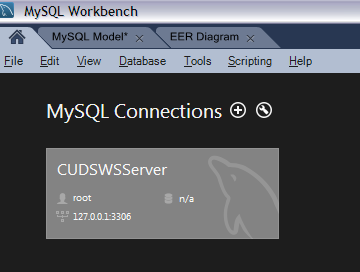 MySQL Workbench
MySQL Model* × EER Diagram ×
File Edit View Database Tools Scripting Help
MySQL Connections
CUDSWSServer
root n/a
127.0.0.1:3306